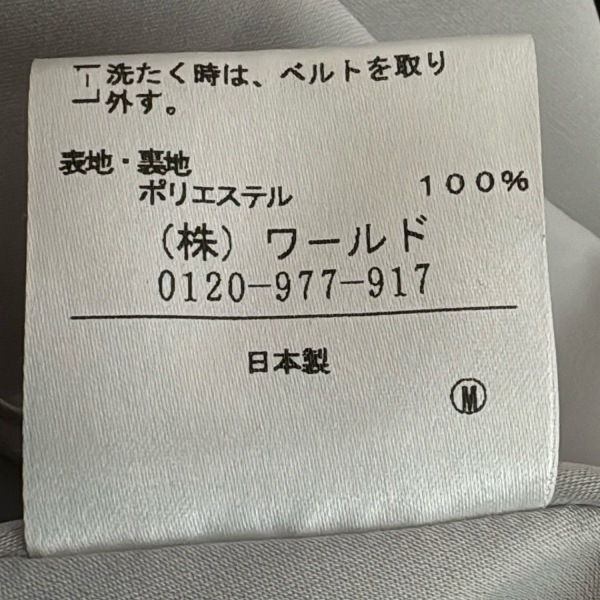 洗たく時は、ベルトを取り
外す。
表地・裏地
ポリエステル 100%
(株) ワールド
0120-977-917
日本製
Ⓜ